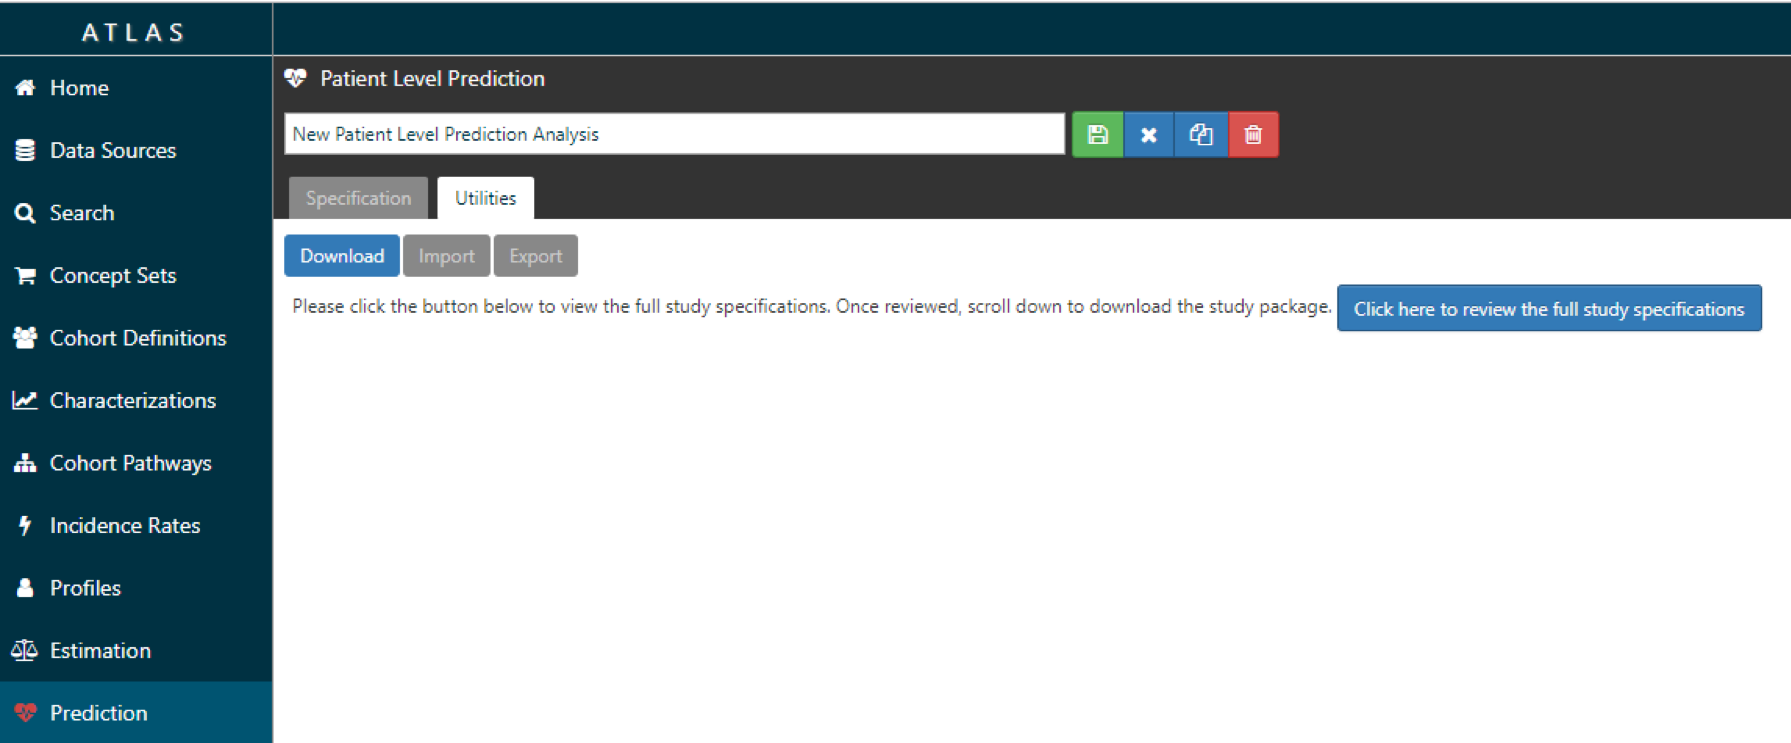 ATLAS
Home
Data Sources
Search
Concept Sets
Cohort Definitions
Characterizations
Cohort Pathways
Incidence Rates
Profiles
Estimation
Prediction
Patient Level Prediction
New Patient Level Prediction Analysis
Specification Utilities
Download Import Export
Please click the button below to view the full study specifications. Once reviewed, scroll down to download the study package. Click here to review the full study specifications